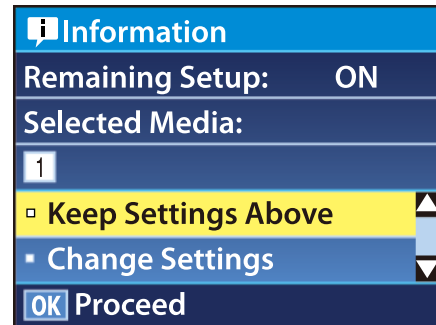 Information
Remaining Setup: ON
Selected Media:
1
Keep Settings Above
Change Settings
OK Proceed